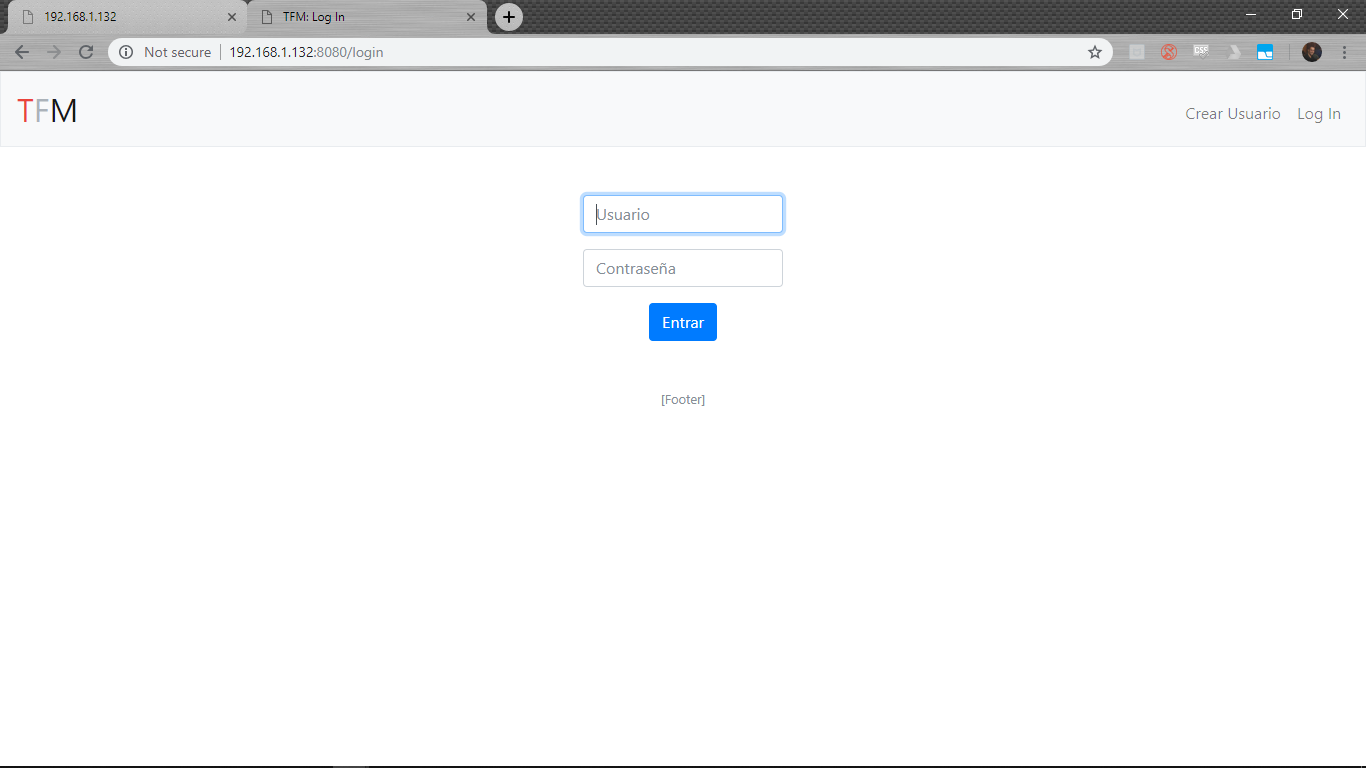 192.168.1.132
TFM: Log In
Not secure
192.168.1.132:8080/login
CSS
TFM
Crear Usuario
Log In
Usuario
Contraseña
Entrar
[Footer]